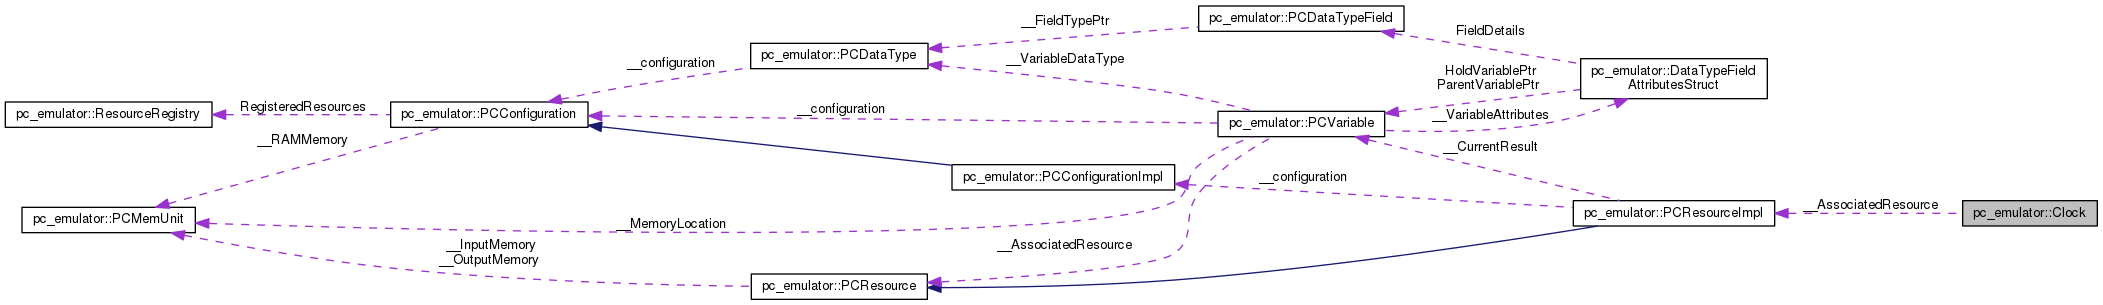 pc_emulator::PCDataTypeField
__FieldTypePtr
FieldDetails
pc_emulator::PCDataType
__configuration
__VariableDataType
HoldVariablePtr
ParentVariablePtr
pc_emulator::DataTypeField
AttributesStruct
pc_emulator::ResourceRegistry
RegisteredResources
pc_emulator::PCConfiguration
__configuration
pc_emulator::PCVariable
__VariableAttributes
__RAMMemory
__CurrentResult
pc_emulator::PCConfigurationImpl
__configuration
pc_emulator::PCMemUnit
__MemoryLocation
pc_emulator::PCResourceImpl
__AssociatedResource
pc_emulator::Clock
__InputMemory
__OutputMemory
__AssociatedResource
pc_emulator::PCResource